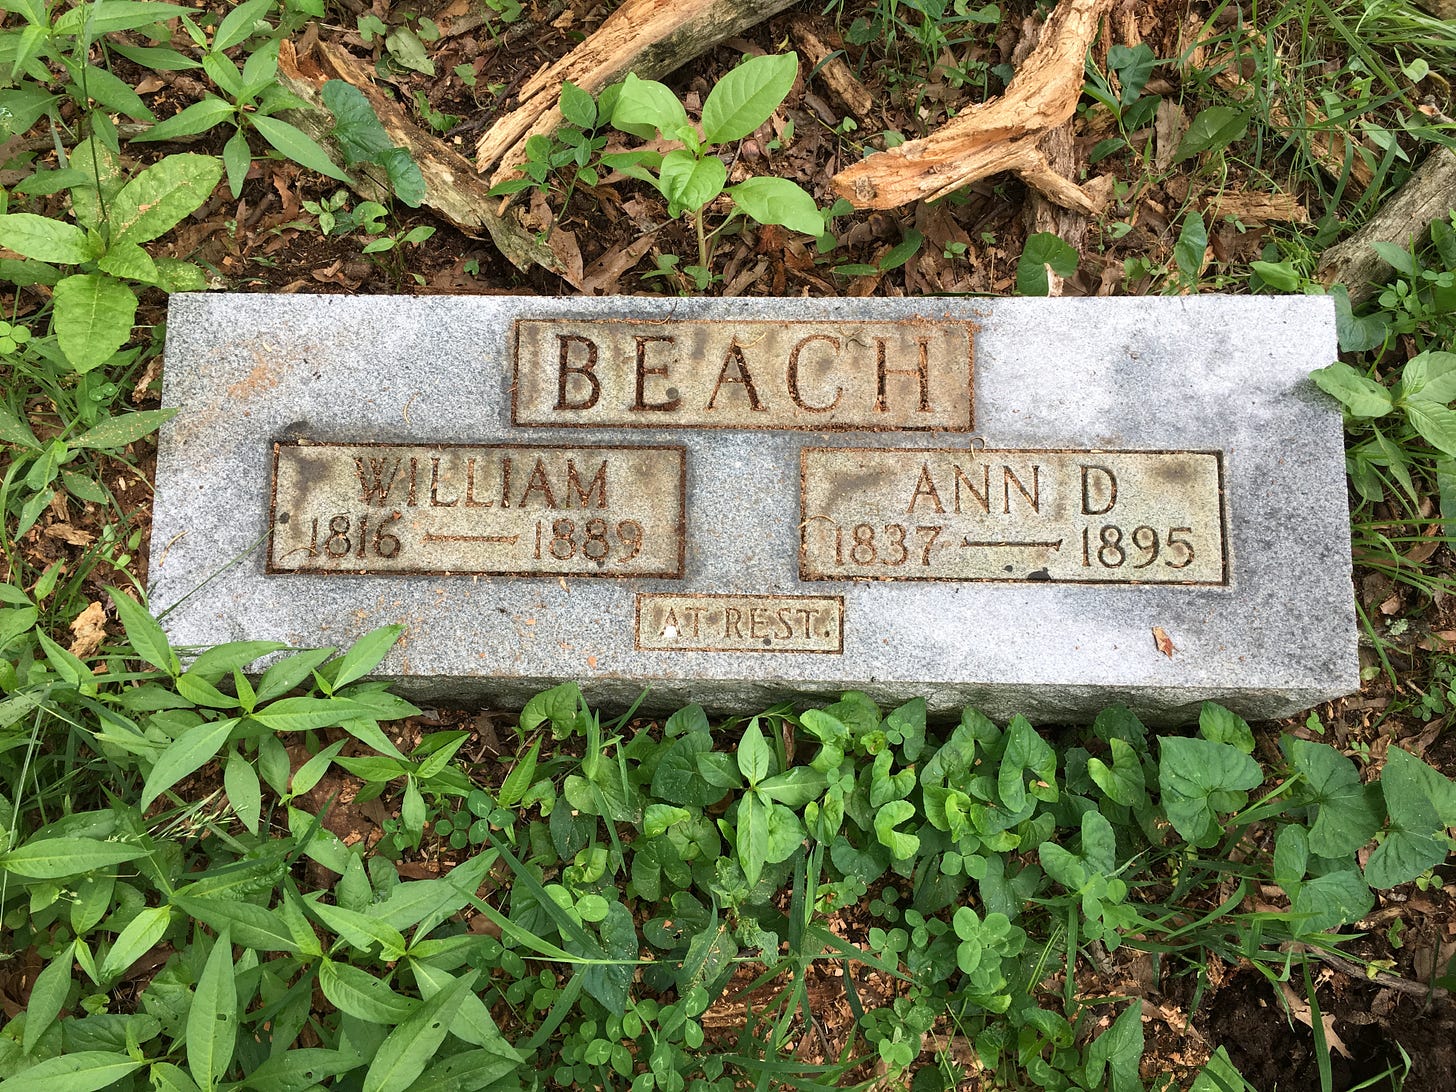 BEACH
WILLIAM
1816 — 1889
ANN D
1837 — 1895
AT REST.